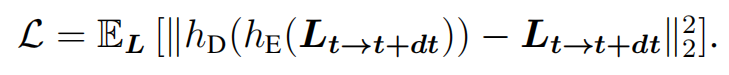 ℒ = 𝔼_𝑳 [‖h_D(h_E(𝑳_{t→t+dt})) − 𝑳_{t→t+dt}‖₂²].